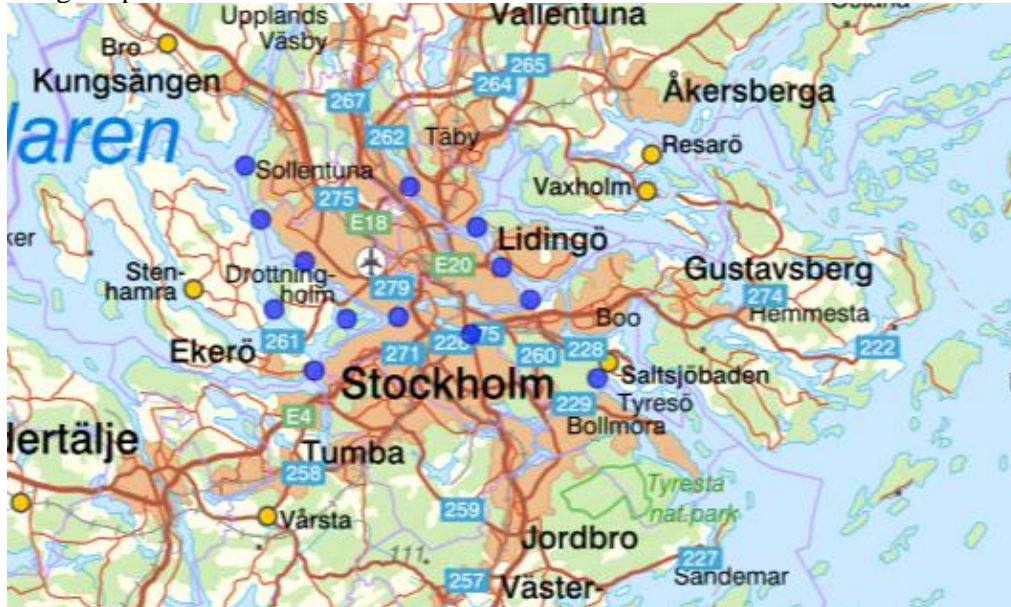 Upplands
Väsby
Vallentuna
Bro
Kungsängen
265
264
267
Åkersberga
laren
262
Täby
Resarö
Sollentuna
Vaxholm
275
E18
Lidingö
E20
Gustavsberg
Sten-
hamra
Drottning-
holm
279
274
Hemmesta
Boo
261
Ekerö
271
226
75
260
228
222
Stockholm
Saltsjöbaden
229
Tyresö
Bollmora
E4
dertälje
Tumba
258
Tyresta
nat.park
259
Vårsta
Jordbro
111
227
257
Väster-
Sandemar